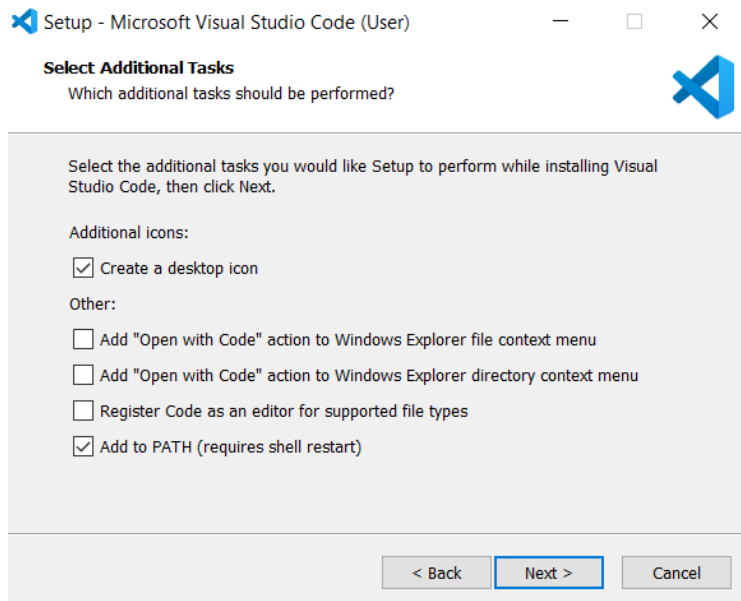 Setup - Microsoft Visual Studio Code (User)
Select Additional Tasks
Which additional tasks should be performed?
Select the additional tasks you would like Setup to perform while installing Visual
Studio Code, then click Next.
Additional icons:
Create a desktop icon
Other:
Add "Open with Code" action to Windows Explorer file context menu
Add "Open with Code" action to Windows Explorer directory context menu
Register Code as an editor for supported file types
Add to PATH (requires shell restart)
< Back Next > Cancel